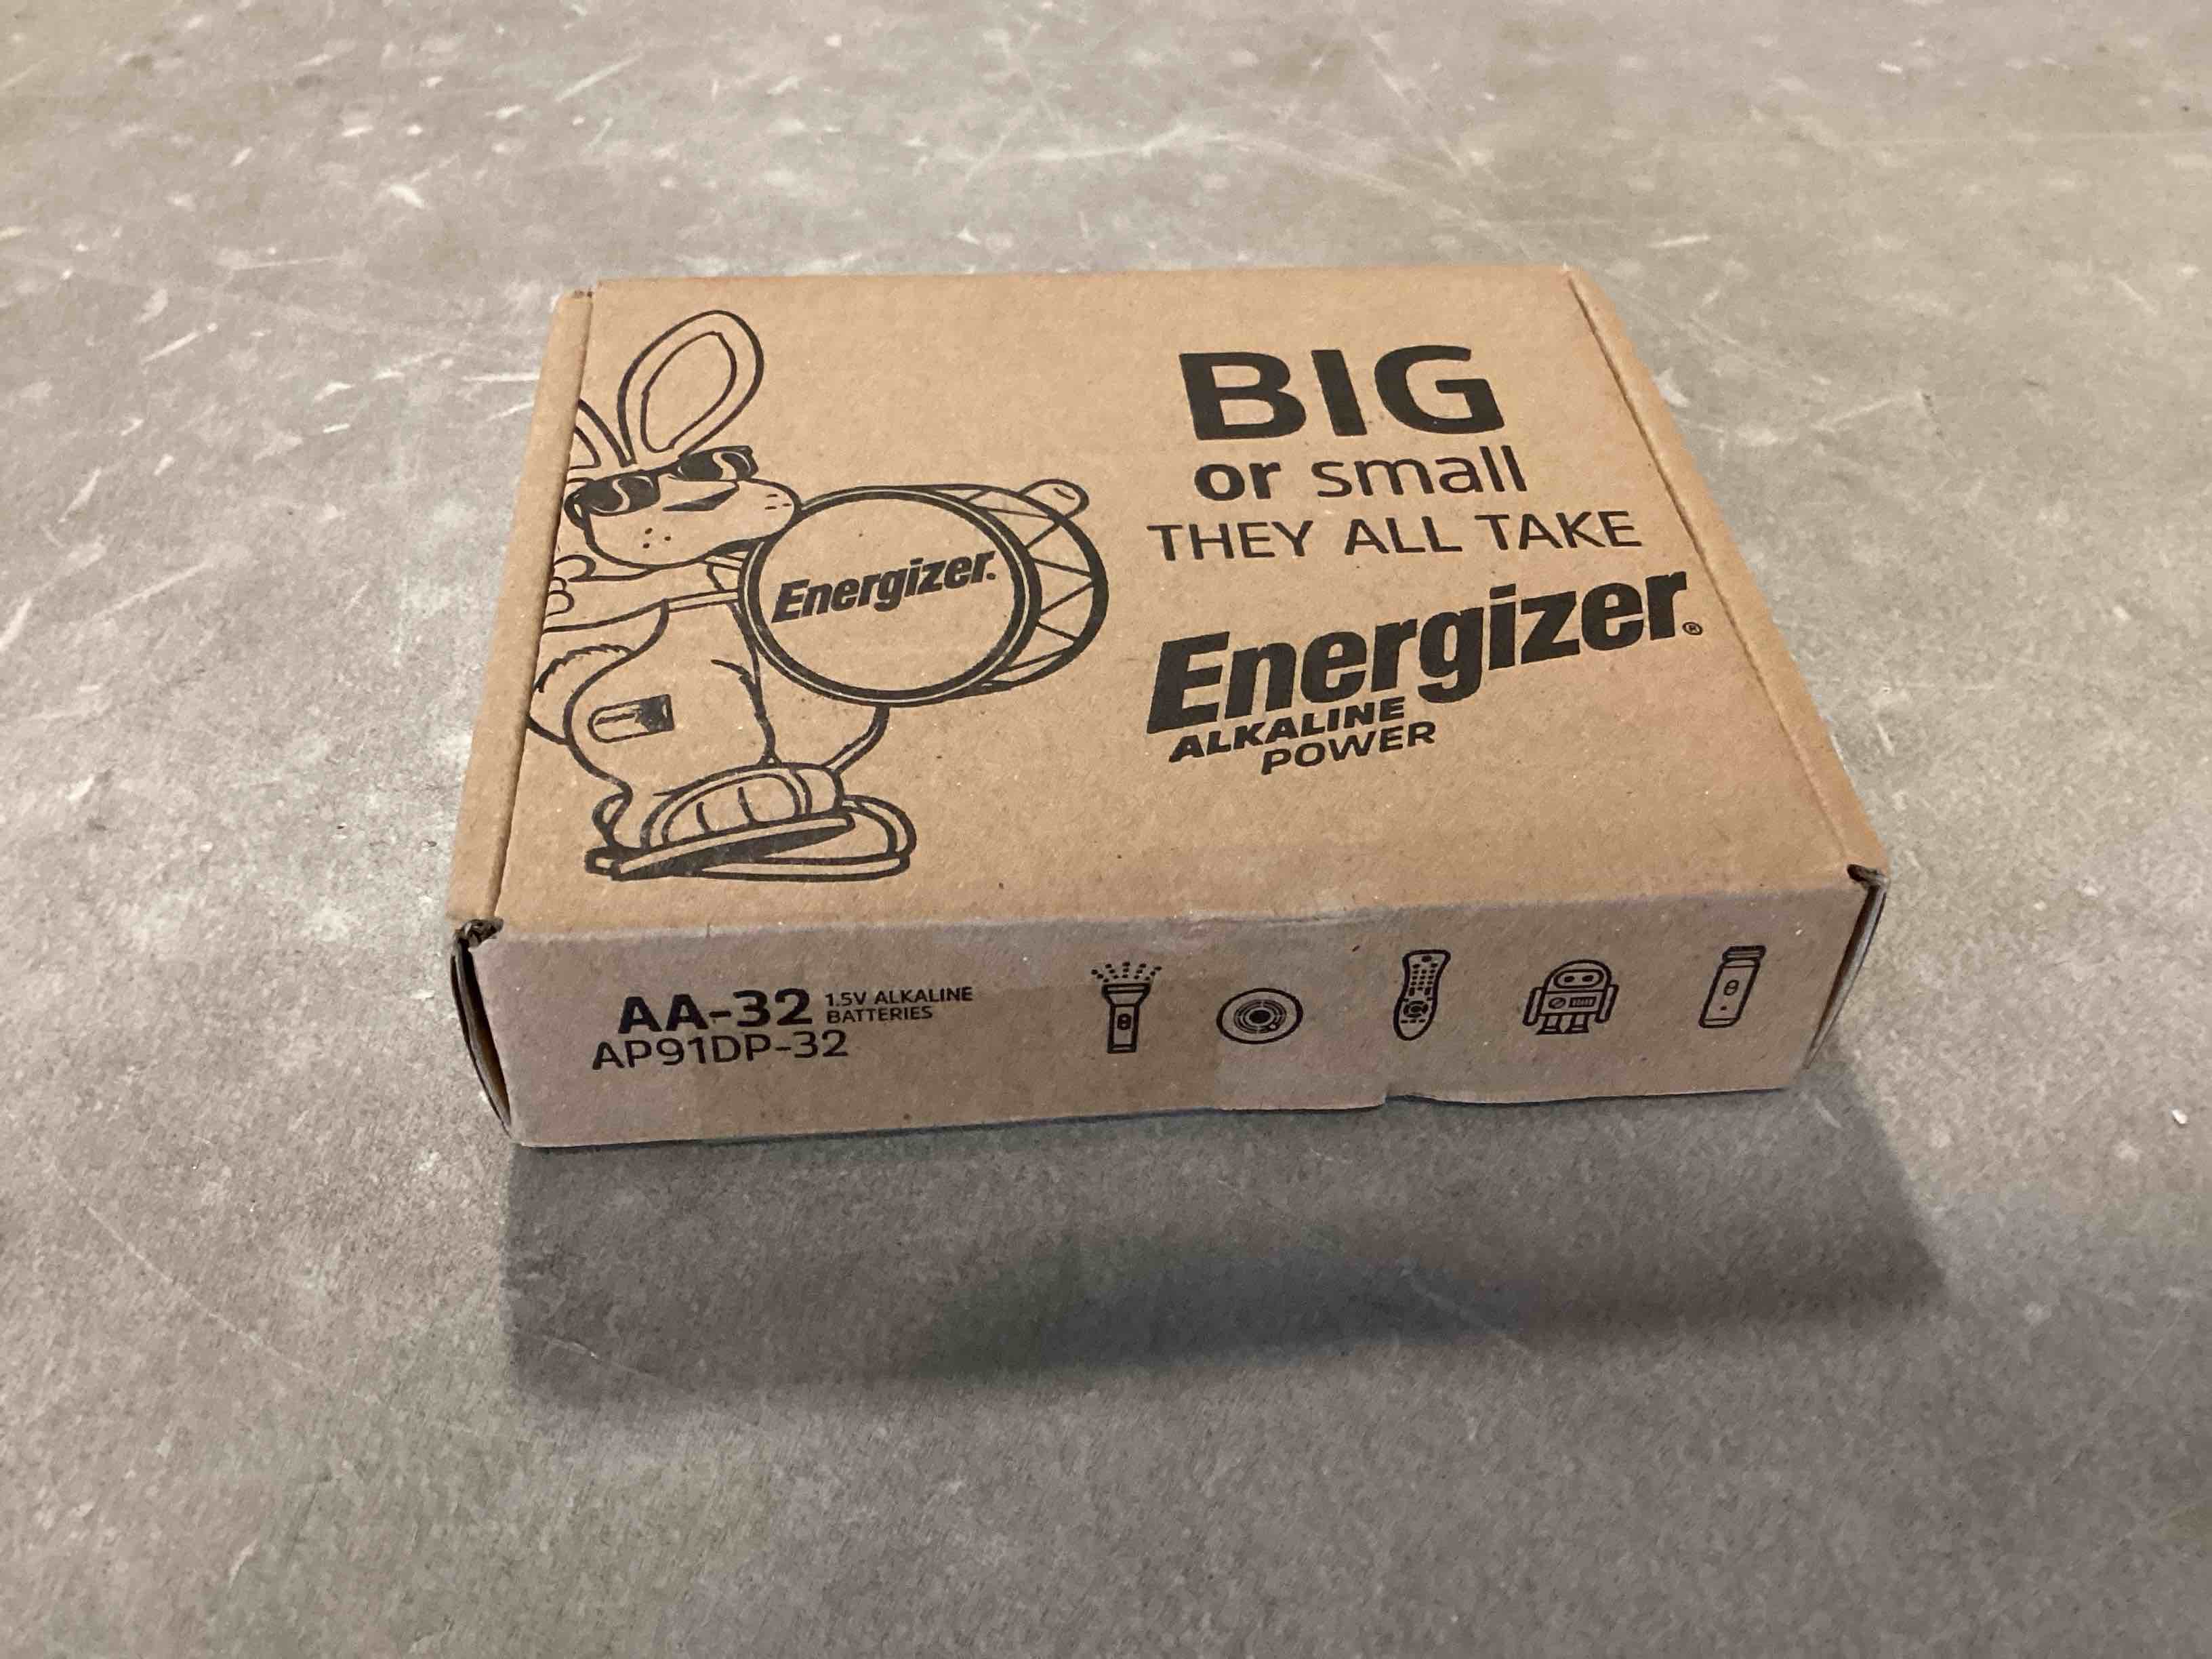 Energizer.
BIG
or small
THEY ALL TAKE
Energizer®
ALKALINE
POWER
AA-32 1.5V ALKALINE
BATTERIES
AP91DP-32